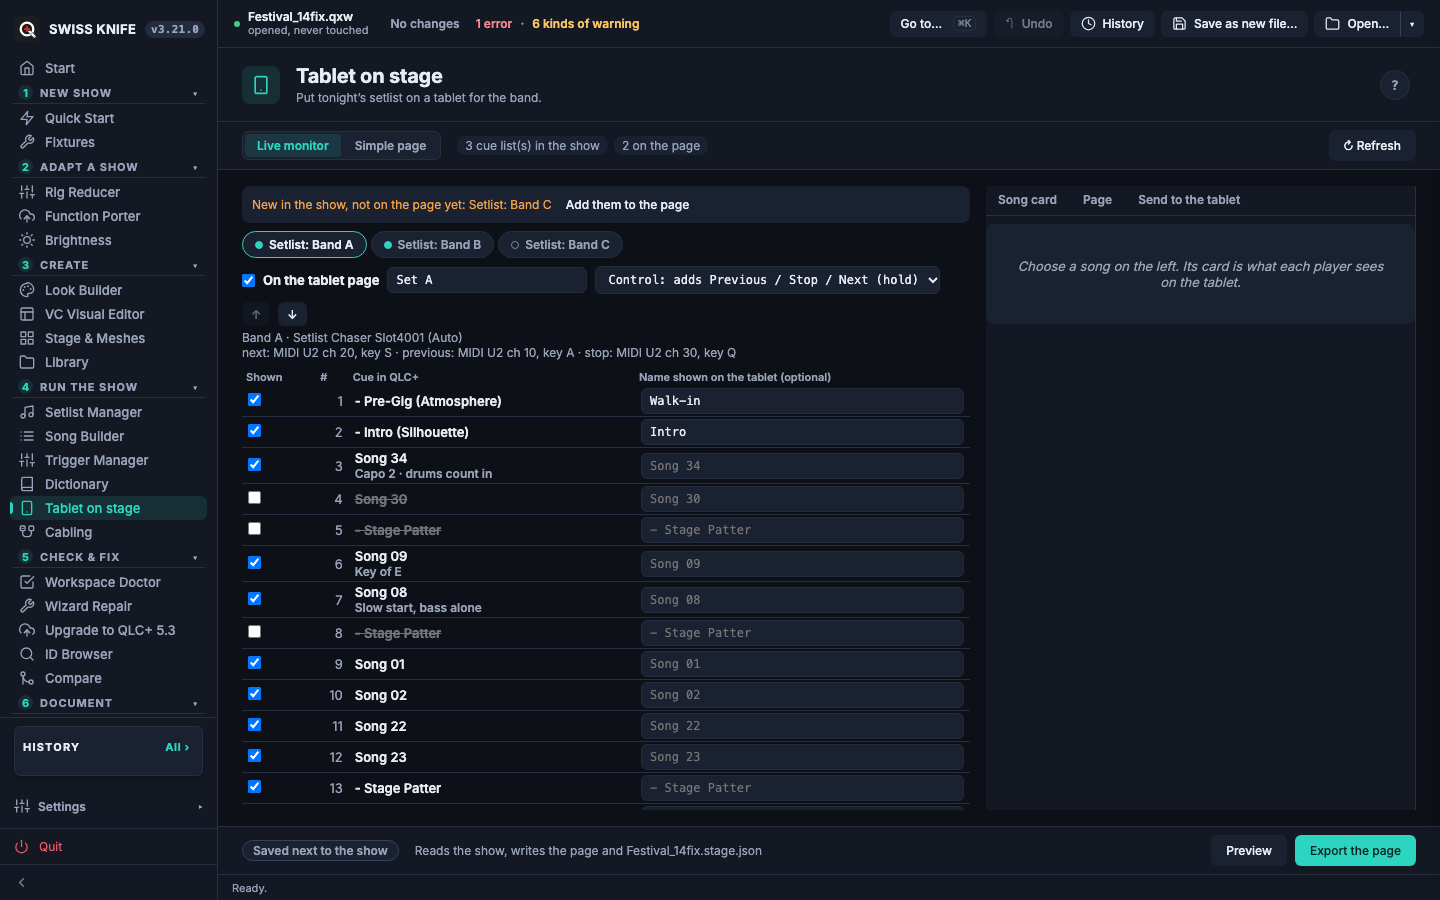 SWISS KNIFE v3.21.0
Start
1 NEW SHOW
Quick Start
Fixtures
2 ADAPT A SHOW
Rig Reducer
Function Porter
Brightness
3 CREATE
Look Builder
VC Visual Editor
Stage & Meshes
Library
4 RUN THE SHOW
Setlist Manager
Song Builder
Trigger Manager
Dictionary
Tablet on stage
Cabling
5 CHECK & FIX
Workspace Doctor
Wizard Repair
Upgrade to QLC+ 5.3
ID Browser
Compare
6 DOCUMENT
HISTORY All ›
Settings
Quit
Festival_14fix.qxw
opened, never touched
No changes 1 error · 6 kinds of warning
Go to... ⌘K Undo History Save as new file... Open...
Tablet on stage
Put tonight's setlist on a tablet for the band.
?
Live monitor Simple page 3 cue list(s) in the show 2 on the page ↻ Refresh
New in the show, not on the page yet: Setlist: Band C Add them to the page
Setlist: Band A Setlist: Band B Setlist: Band C
On the tablet page Set A Control: adds Previous / Stop / Next (hold)
↑ ↓
Band A · Setlist Chaser Slot4001 (Auto)
next: MIDI U2 ch 20, key S · previous: MIDI U2 ch 10, key A · stop: MIDI U2 ch 30, key Q
Shown # Cue in QLC+ Name shown on the tablet (optional)
1 - Pre-Gig (Atmosphere) Walk-in
2 - Intro (Silhouette) Intro
3 Song 34 Song 34
Capo 2 · drums count in
4 Song 30 Song 30
5 - Stage Patter - Stage Patter
6 Song 09 Song 09
Key of E
7 Song 08 Song 08
Slow start, bass alone
8 - Stage Patter - Stage Patter
9 Song 01 Song 01
10 Song 02 Song 02
11 Song 22 Song 22
12 Song 23 Song 23
13 - Stage Patter - Stage Patter
Song card Page Send to the tablet
Choose a song on the left. Its card is what each player sees
on the tablet.
Saved next to the show Reads the show, writes the page and Festival_14fix.stage.json
Preview Export the page
Ready.